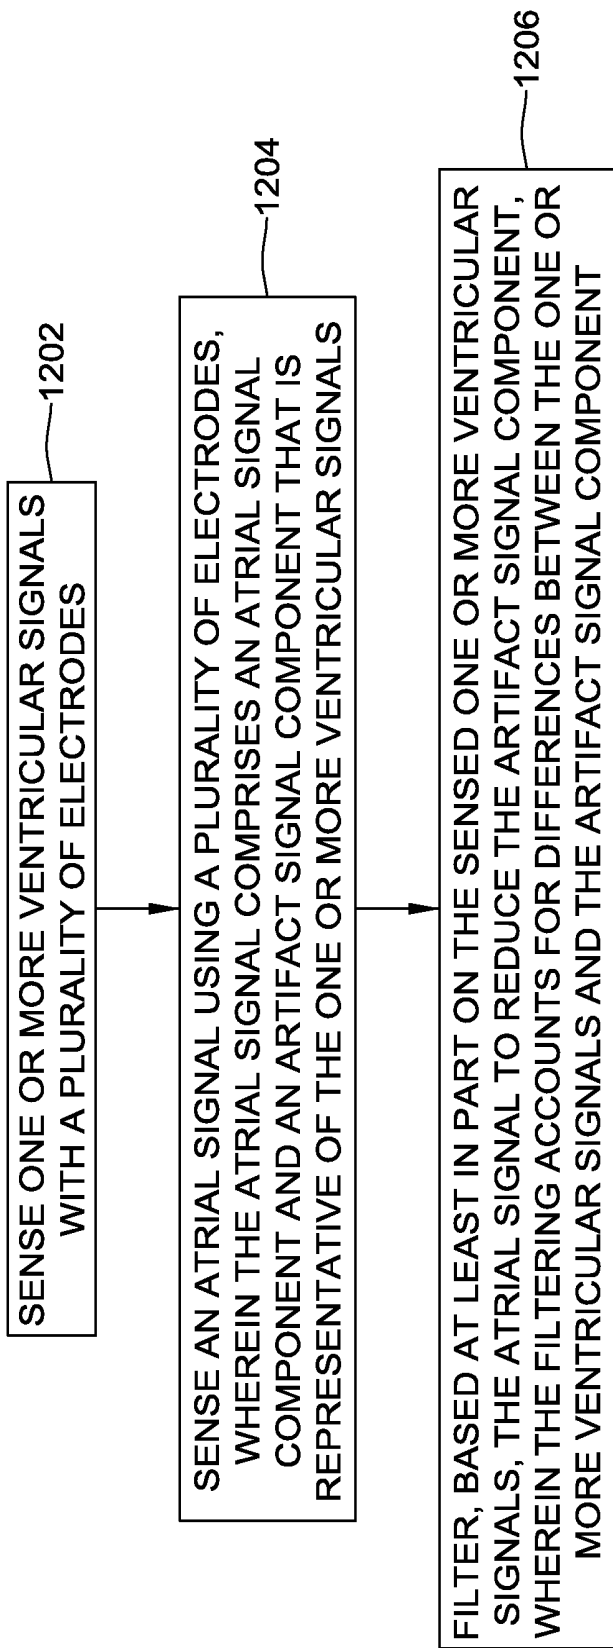 SENSE ONE OR MORE VENTRICULAR SIGNALS
WITH A PLURALITY OF ELECTRODES
1202
SENSE AN ATRIAL SIGNAL USING A PLURALITY OF ELECTRODES,
WHEREIN THE ATRIAL SIGNAL COMPRISES AN ATRIAL SIGNAL
COMPONENT AND AN ARTIFACT SIGNAL COMPONENT THAT IS
REPRESENTATIVE OF THE ONE OR MORE VENTRICULAR SIGNALS
1204
FILTER, BASED AT LEAST IN PART ON THE SENSED ONE OR MORE VENTRICULAR
SIGNALS, THE ATRIAL SIGNAL TO REDUCE THE ARTIFACT SIGNAL COMPONENT,
WHEREIN THE FILTERING ACCOUNTS FOR DIFFERENCES BETWEEN THE ONE OR
MORE VENTRICULAR SIGNALS AND THE ARTIFACT SIGNAL COMPONENT
1206